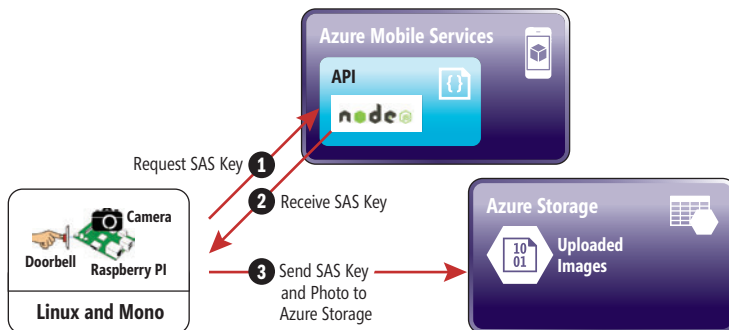 Azure Mobile Services
API
{}
node
Request SAS Key 1
2 Receive SAS Key
Camera
Doorbell
Raspberry PI
Linux and Mono
3 Send SAS Key
and Photo to
Azure Storage
Azure Storage
10
01
Uploaded
Images